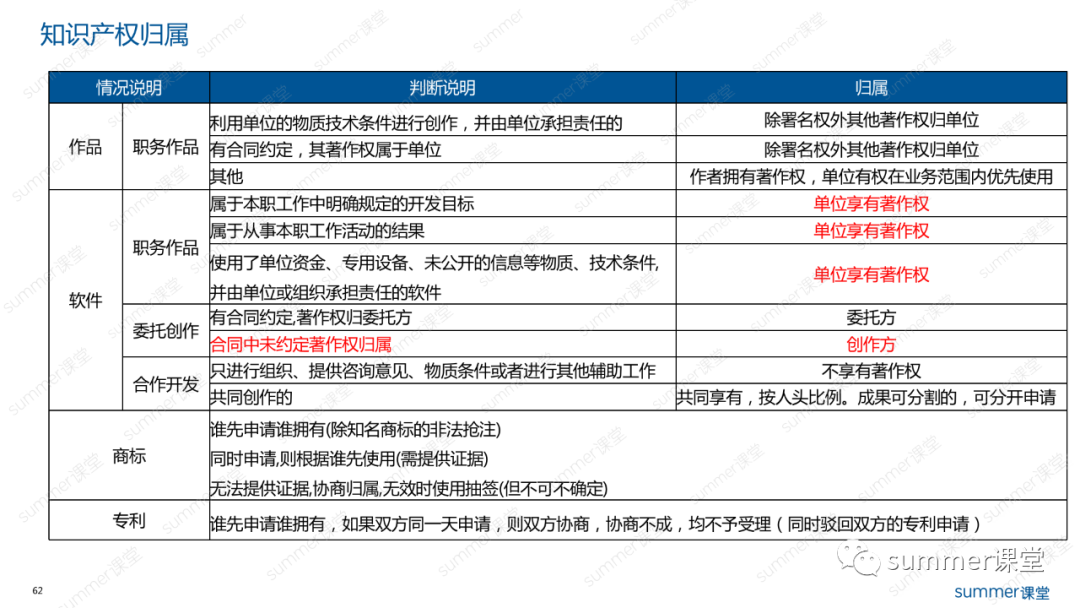 知识产权归属
情况说明 判断说明 归属
作品 职务作品 利用单位的物质技术条件进行创作，并由单位承担责任的 除署名权外其他著作权归单位
有合同约定，其著作权属于单位 除署名权外其他著作权归单位
其他 作者拥有著作权，单位有权在业务范围内优先使用
软件 职务作品 属于本职工作中明确规定的开发目标 单位享有著作权
属于从事本职工作活动的结果 单位享有著作权
使用了单位资金、专用设备、未公开的信息等物质、技术条件,
并由单位或组织承担责任的软件 单位享有著作权
委托创作 有合同约定,著作权归委托方 委托方
合同中未约定著作权归属 创作方
合作开发 只进行组织、提供咨询意见、物质条件或者进行其他辅助工作 不享有著作权
共同创作的 共同享有，按人头比例。成果可分割的，可分开申请
商标 谁先申请谁拥有(除知名商标的非法抢注)
同时申请,则根据谁先使用(需提供证据)
无法提供证据,协商归属,无效时使用抽签(但不可不确定)
专利 谁先申请谁拥有，如果双方同一天申请，则双方协商，协商不成，均不予受理（同时驳回双方的专利申请）
summer课堂
62
summer课堂